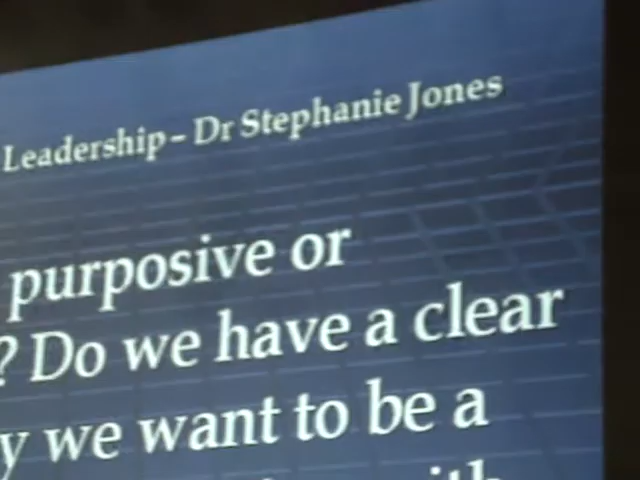 Leadership – Dr Stephanie Jones
purposive or
? Do we have a clear
y we want to be a